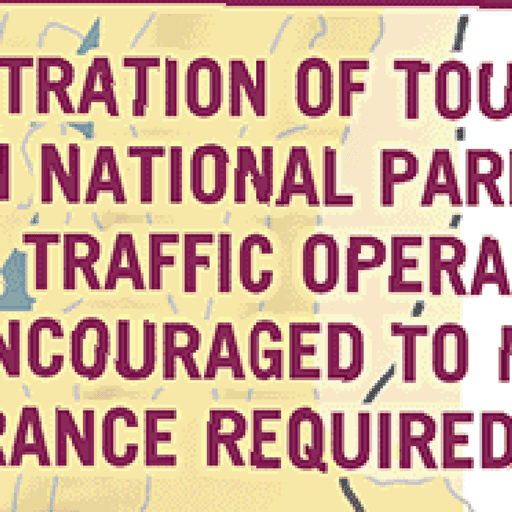 TRATION OF TOU
N NATIONAL PAR
TRAFFIC OPERA
NCOURAGED TO
RANCE REQUIRED